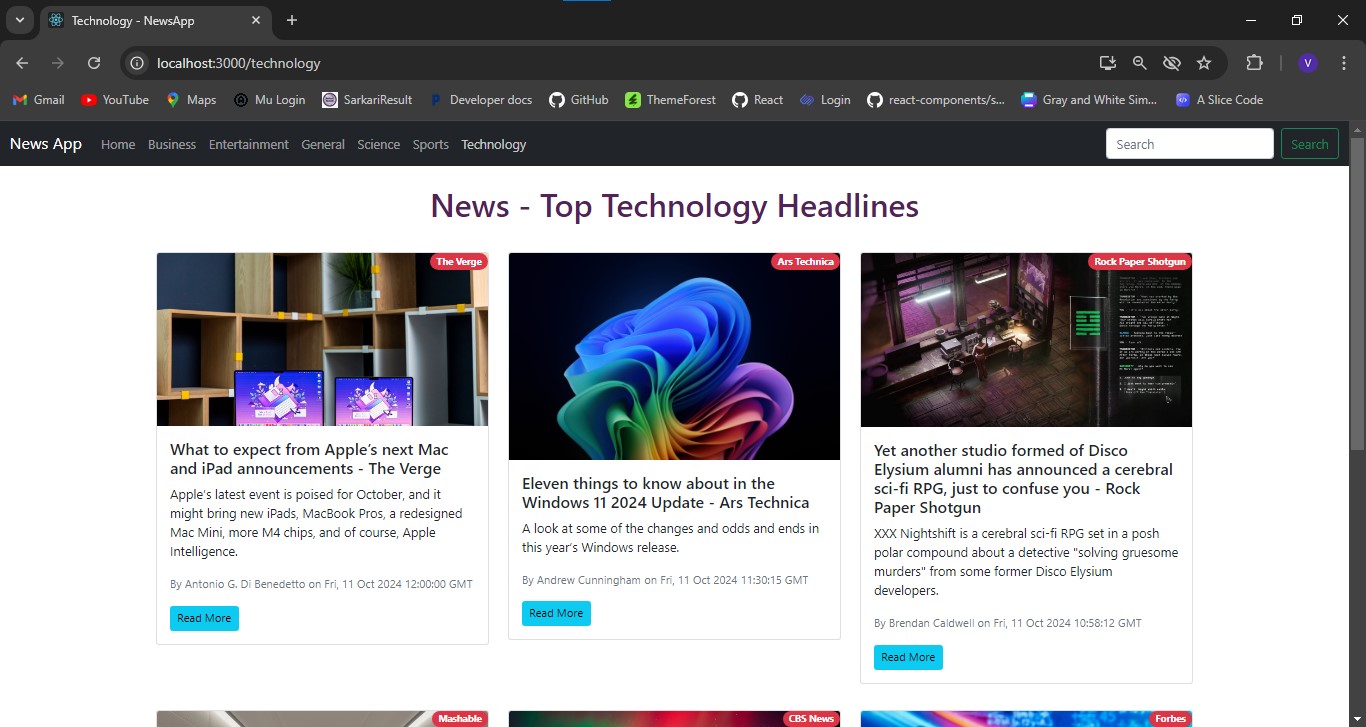 Technology - NewsApp
localhost:3000/technology
V
Gmail
YouTube
Maps
Mu Login
SarkariResult
Developer docs
GitHub
ThemeForest
React
Login
react-components/s...
Gray and White Sim...
A Slice Code
News App
Home
Business
Entertainment
General
Science
Sports
Technology
Search
Search
News - Top Technology Headlines
The Verge
What to expect from Apple’s next Mac
and iPad announcements - The Verge
Apple’s latest event is poised for October, and it
might bring new iPads, MacBook Pros, a redesigned
Mac Mini, more M4 chips, and of course, Apple
Intelligence.
By Antonio G. Di Benedetto on Fri, 11 Oct 2024 12:00:00 GMT
Read More
Ars Technica
Eleven things to know about in the
Windows 11 2024 Update - Ars Technica
A look at some of the changes and odds and ends in
this year’s Windows release.
By Andrew Cunningham on Fri, 11 Oct 2024 11:30:15 GMT
Read More
Rock Paper Shotgun
Yet another studio formed of Disco
Elysium alumni has announced a cerebral
sci-fi RPG, just to confuse you - Rock
Paper Shotgun
XXX Nightshift is a cerebral sci-fi RPG set in a posh
polar compound about a detective "solving gruesome
murders" from some former Disco Elysium
developers.
By Brendan Caldwell on Fri, 11 Oct 2024 10:58:12 GMT
Read More
Mashable
CBS News
Forbes